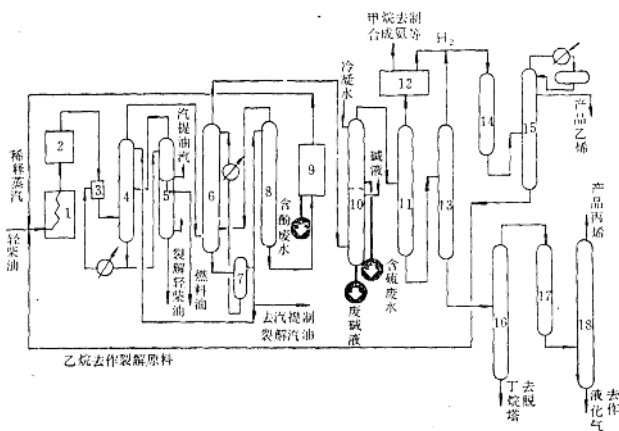 甲烷去制
合成氨等
H₂
冷凝水
汽提油汽
碱液
产品乙烯
稀释蒸汽
轻柴油
1
2
3
4
5
6
7
8
9
10
11
12
13
14
15
16
17
18
含酚废水
含硫废水
废碱液
裂解轻柴油
燃料油
去汽提制
裂解汽油
乙烷去作裂解原料
产品丙烯
去脱
丁烷塔
去作
液化气